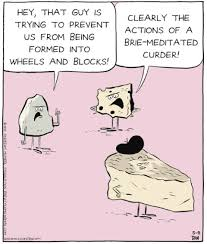 HEY, THAT GUY IS
TRYING TO PREVENT
US FROM BEING
FORMED INTO
WHEELS AND BLOCKS!
CLEARLY THE
ACTIONS OF A
BRIE-MEDITATED
CURDER!